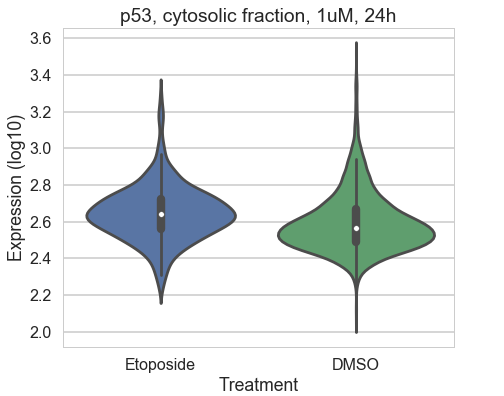 p53, cytosolic fraction, 1uM, 24h
3.6
3.4
3.2
3.0
2.8
2.6
2.4
2.2
2.0
Expression (log10)
Etoposide DMSO
Treatment